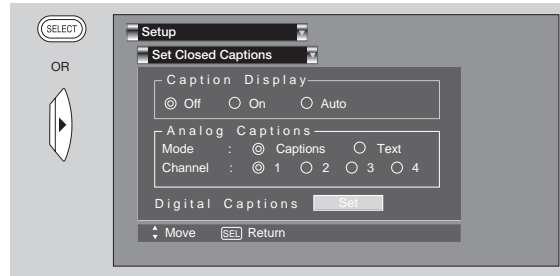 SELECT
OR
Setup
Set Closed Captions
Caption Display
Off On Auto
Analog Captions
Mode : Captions Text
Channel : 1 2 3 4
Digital Captions Set
Move SEL Return